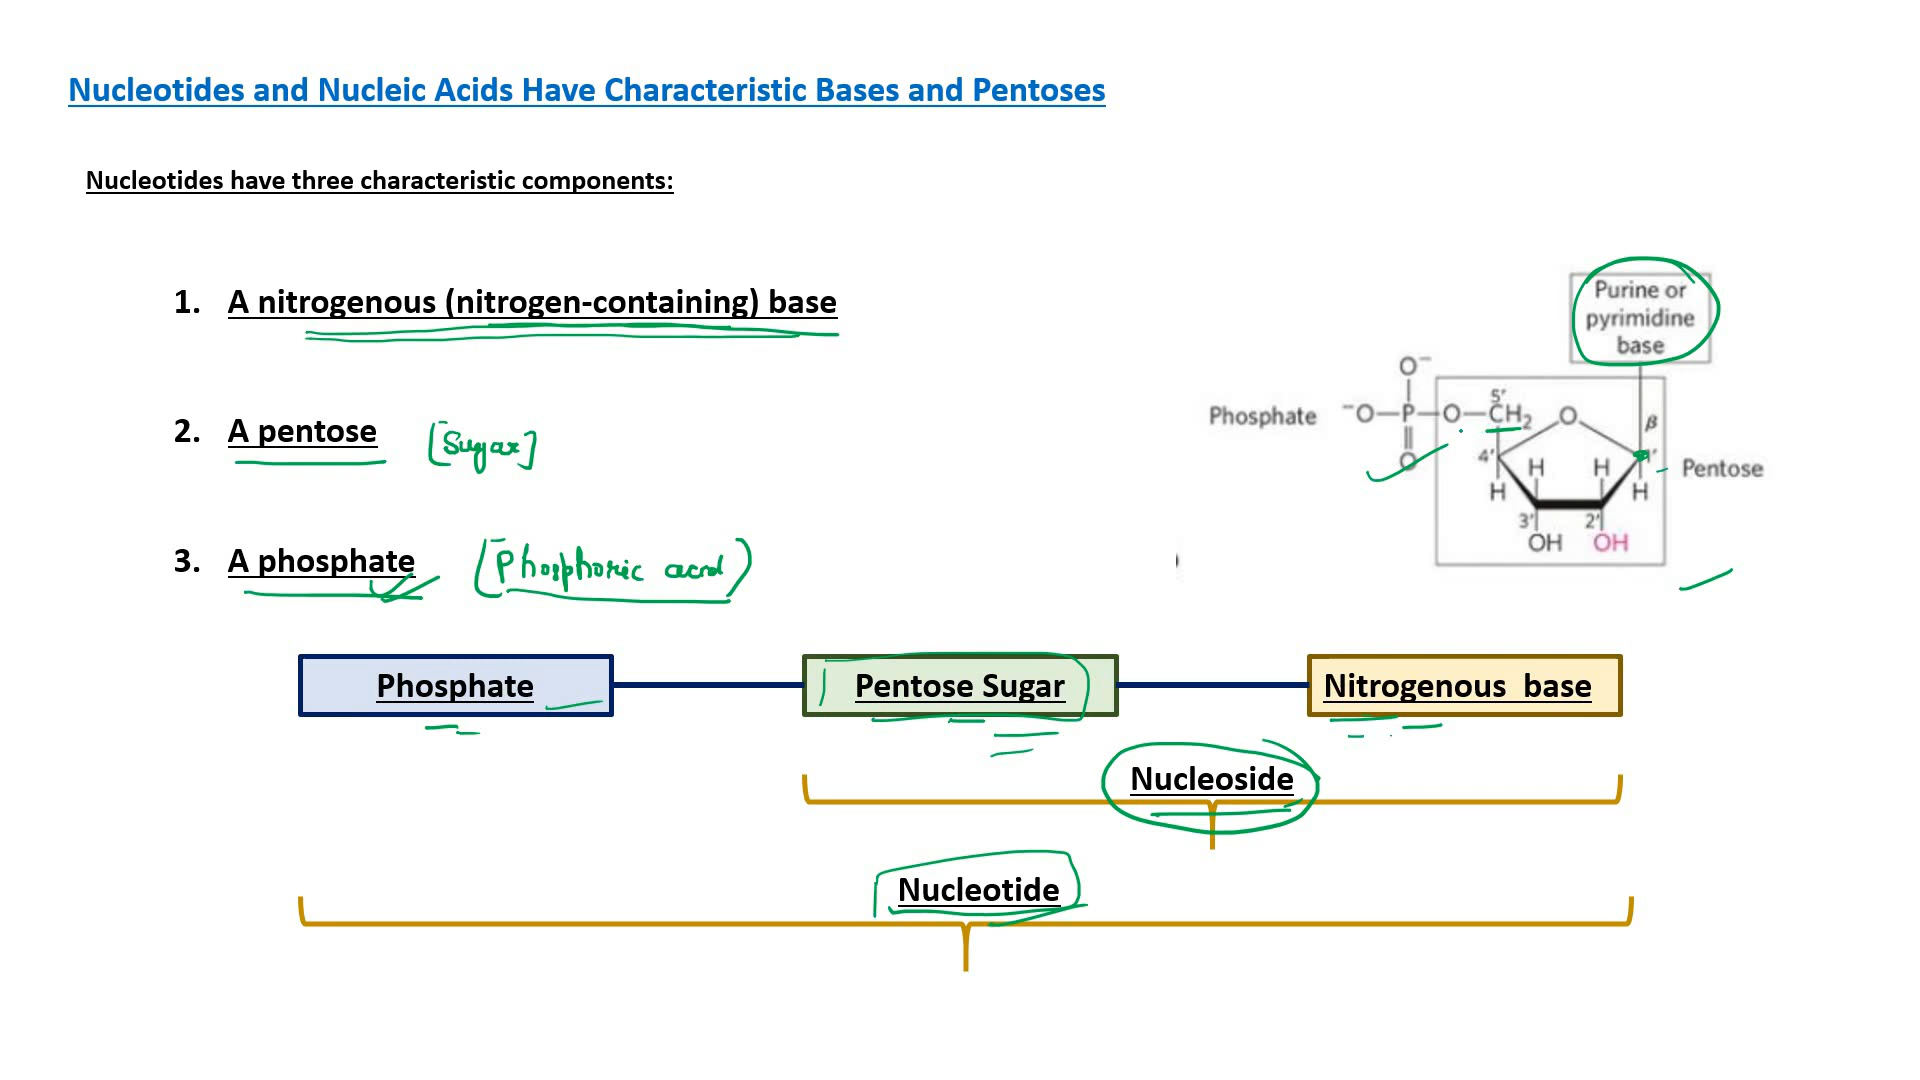 Nucleotides and Nucleic Acids Have Characteristic Bases and Pentoses
Nucleotides have three characteristic components:
1. A nitrogenous (nitrogen-containing) base
2. A pentose [Sugar]
3. A phosphate (Phosphoric acid)
Purine or
pyrimidine
base
O⁻
5′
Phosphate ⁻O—P—O—CH₂ O β
O 4′ H H 1′ Pentose
H H
3′ 2′
OH OH
Phosphate Pentose Sugar Nitrogenous base
Nucleoside
Nucleotide